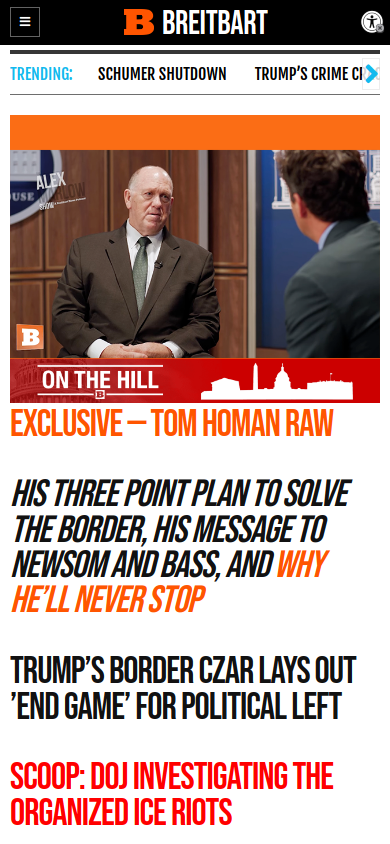 B BREITBART
TRENDING: SCHUMER SHUTDOWN TRUMP’S CRIME
ALEX
SHOW
B
ON THE HILL
B
EXCLUSIVE — TOM HOMAN RAW
HIS THREE POINT PLAN TO SOLVE
THE BORDER, HIS MESSAGE TO
NEWSOM AND BASS, AND WHY
HE’LL NEVER STOP
TRUMP’S BORDER CZAR LAYS OUT
’END GAME’ FOR POLITICAL LEFT
SCOOP: DOJ INVESTIGATING THE
ORGANIZED ICE RIOTS